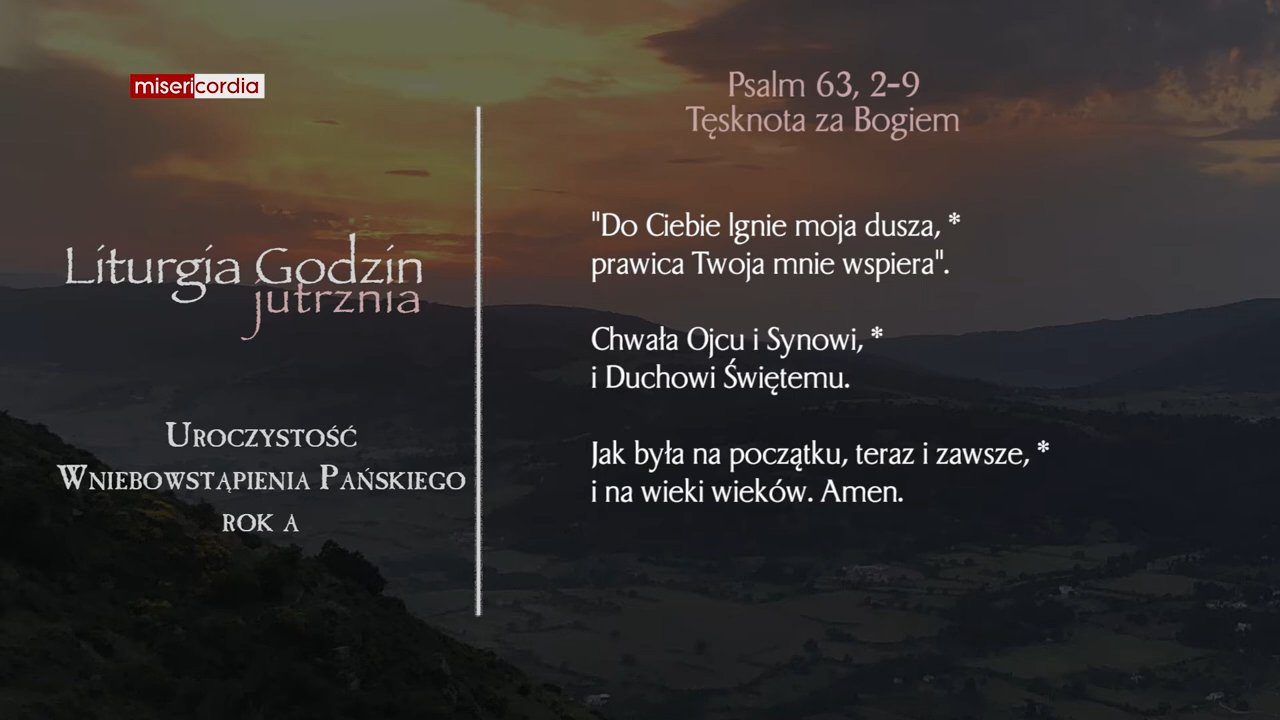 misericordia
Liturgia Godzin
jutrznia
Uroczystość
Wniebowstąpienia Pańskiego
rok A
Psalm 63, 2-9
Tęsknota za Bogiem
"Do Ciebie lgnie moja dusza, *
prawica Twoja mnie wspiera".
Chwała Ojcu i Synowi, *
i Duchowi Świętemu.
Jak była na początku, teraz i zawsze, *
i na wieki wieków. Amen.